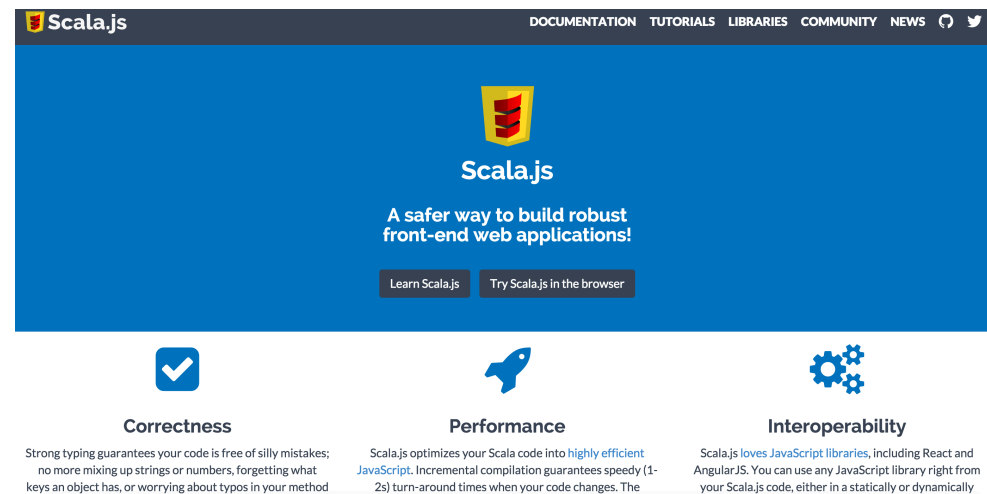 Scala.js
DOCUMENTATION TUTORIALS LIBRARIES COMMUNITY NEWS
Scala.js
A safer way to build robust
front-end web applications!
Learn Scala.js
Try Scala.js in the browser
Correctness
Strong typing guarantees your code is free of silly mistakes;
no more mixing up strings or numbers, forgetting what
keys an object has, or worrying about typos in your method
Performance
Scala.js optimizes your Scala code into highly efficient
JavaScript. Incremental compilation guarantees speedy (1-
2s) turn-around times when your code changes. The
Interoperability
Scala.js loves JavaScript libraries, including React and
AngularJS. You can use any JavaScript library right from
your Scala.js code, either in a statically or dynamically